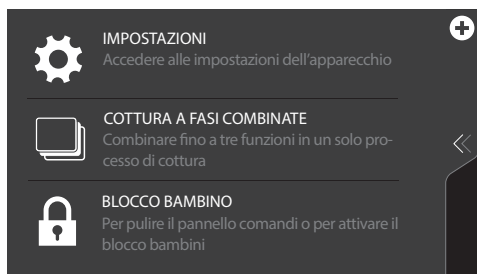 IMPOSTAZIONI
Accedere alle impostazioni dell'apparecchio
COTTURA A FASI COMBINATE
Combinare fino a tre funzioni in un solo pro-
cesso di cottura
BLOCCO BAMBINO
Per pulire il pannello comandi o per attivare il
blocco bambini